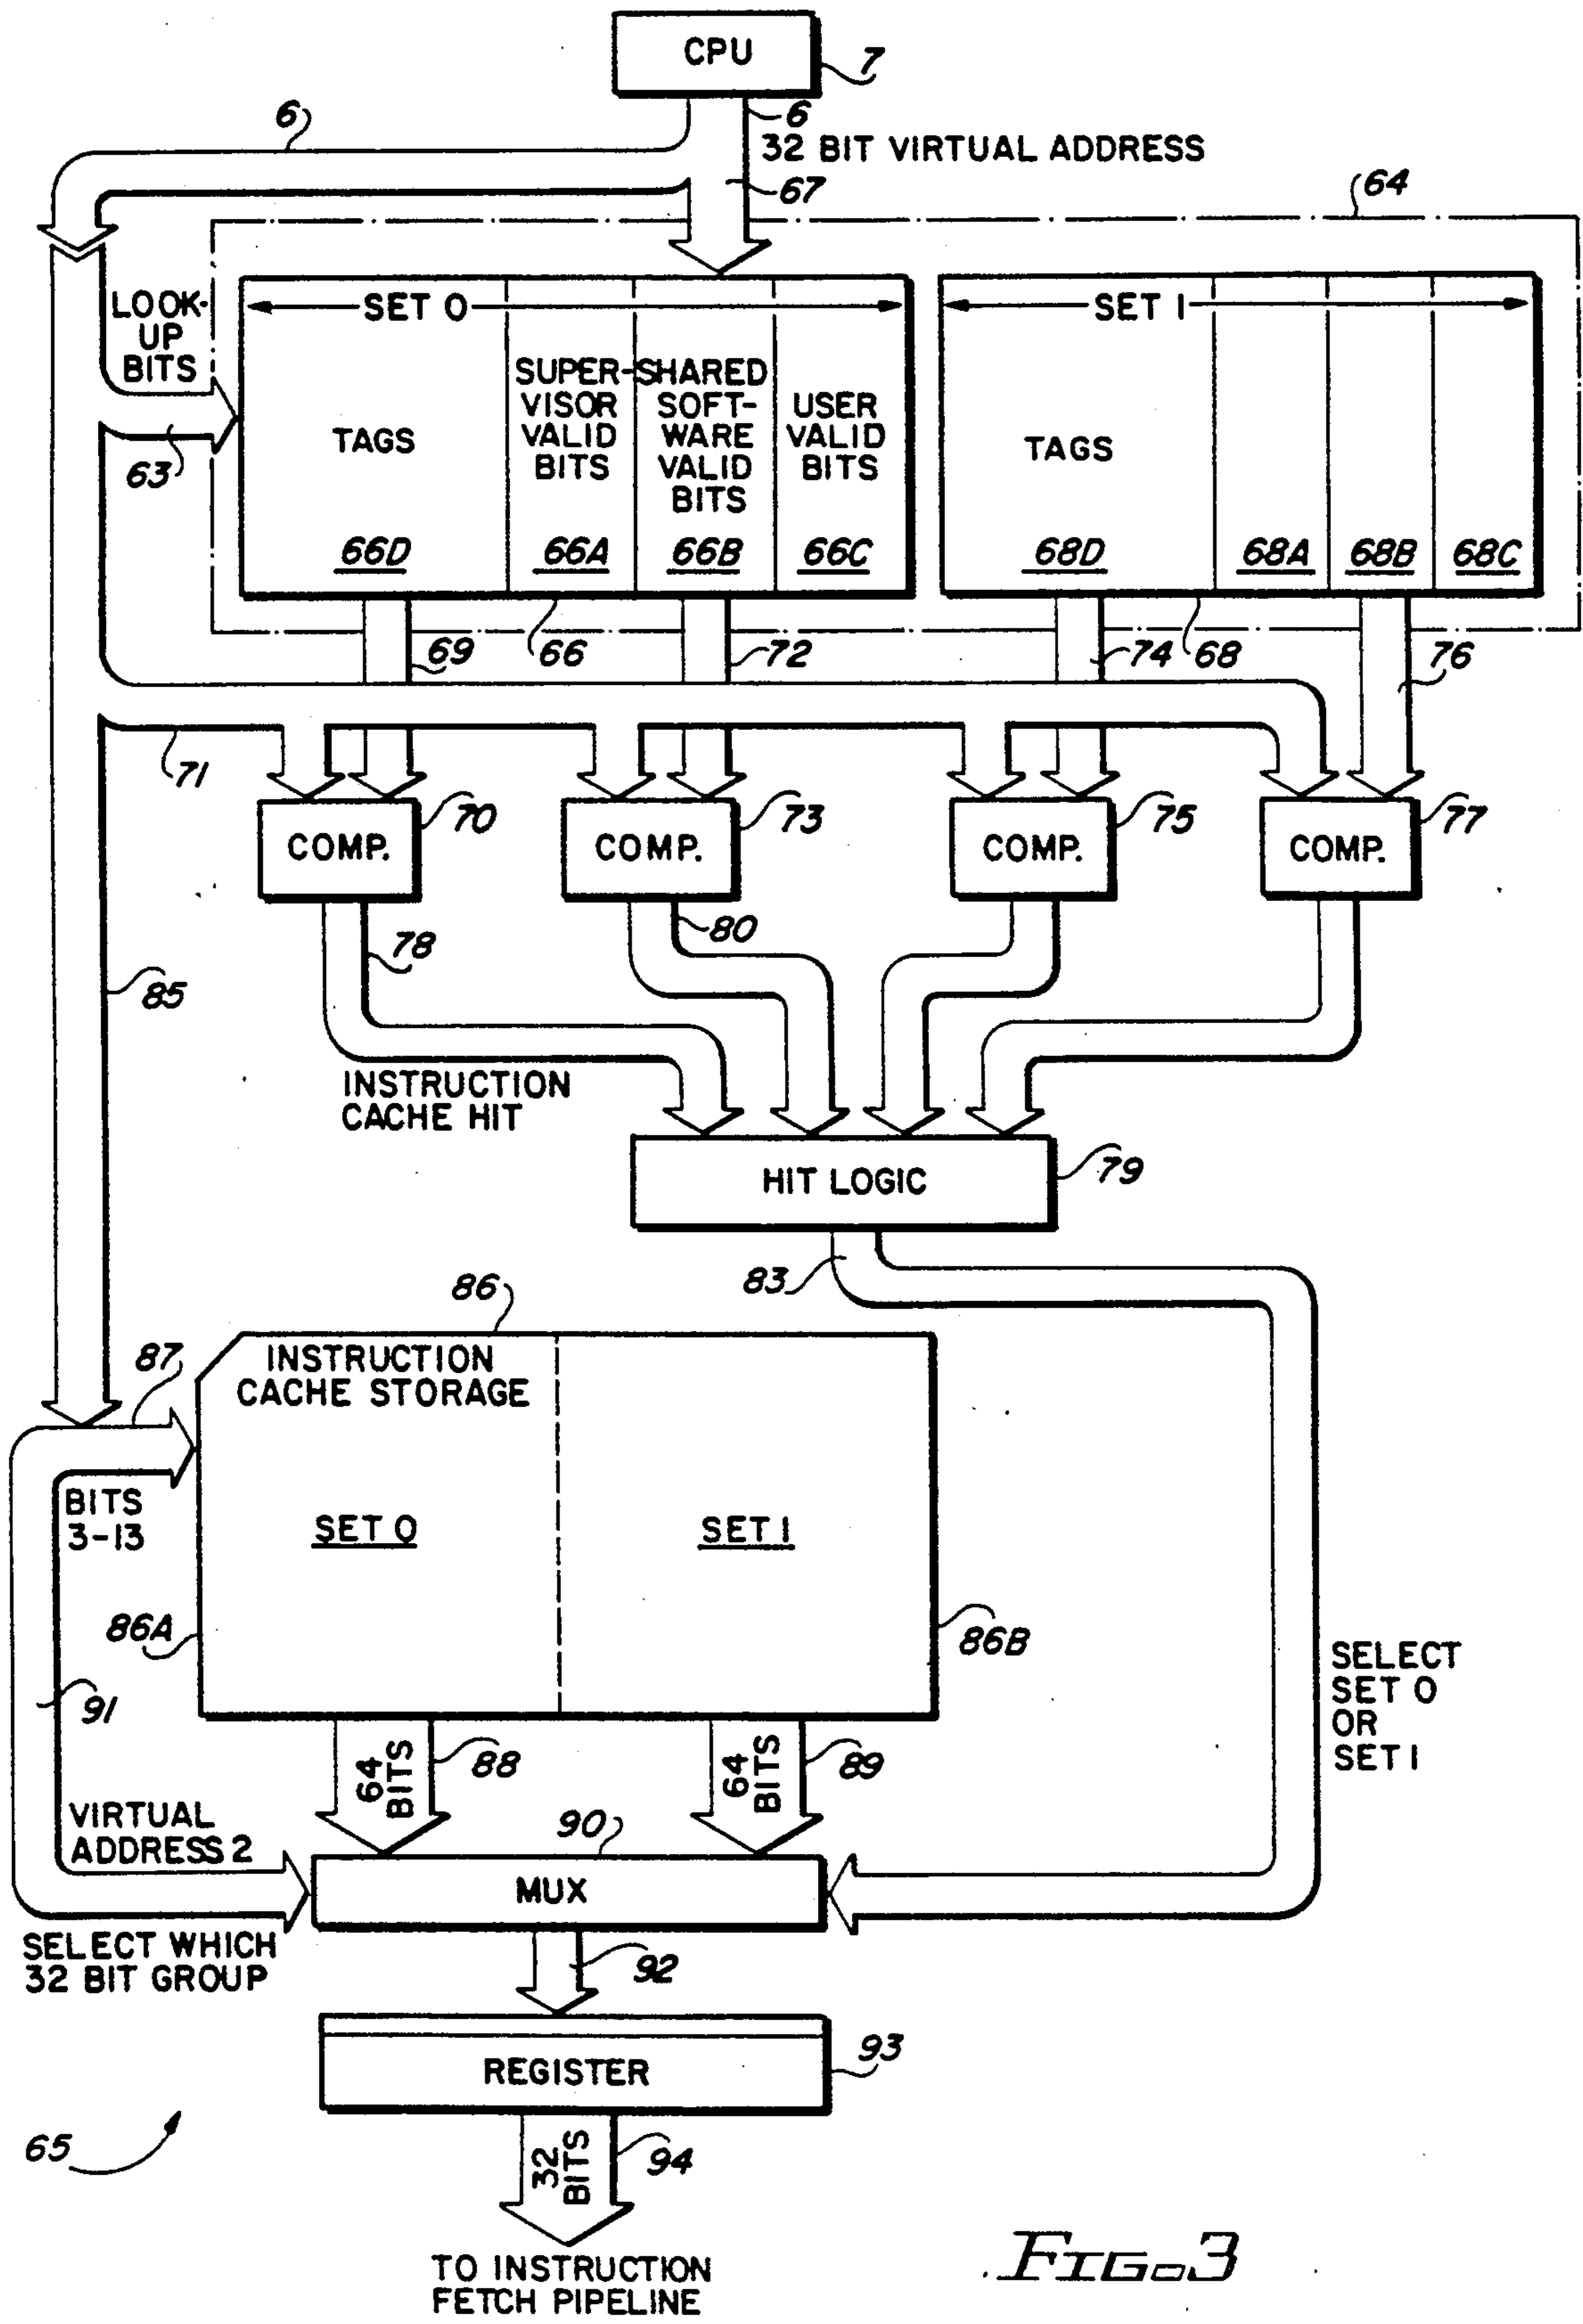 CPU
7
6
6
32 BIT VIRTUAL ADDRESS
67
64
LOOK-
UP
BITS
63
SET 0
SET 1
TAGS
SUPER-
VISOR
VALID
BITS
SHARED
SOFT-
WARE
VALID
BITS
USER
VALID
BITS
TAGS
66D
66A
66B
66C
68D
68A
68B
68C
69
66
72
74
68
76
71
COMP.
70
COMP.
73
COMP.
75
COMP.
77
78
80
85
INSTRUCTION
CACHE HIT
HIT LOGIC
79
83
86
87
INSTRUCTION
CACHE STORAGE
BITS
3-13
SET 0
SET 1
86A
86B
SELECT
SET 0
OR
SET 1
91
64
BITS
88
64
BITS
89
VIRTUAL
ADDRESS 2
90
MUX
SELECT WHICH
32 BIT GROUP
92
REGISTER
93
65
32
BITS
94
TO INSTRUCTION
FETCH PIPELINE
FIG. 3